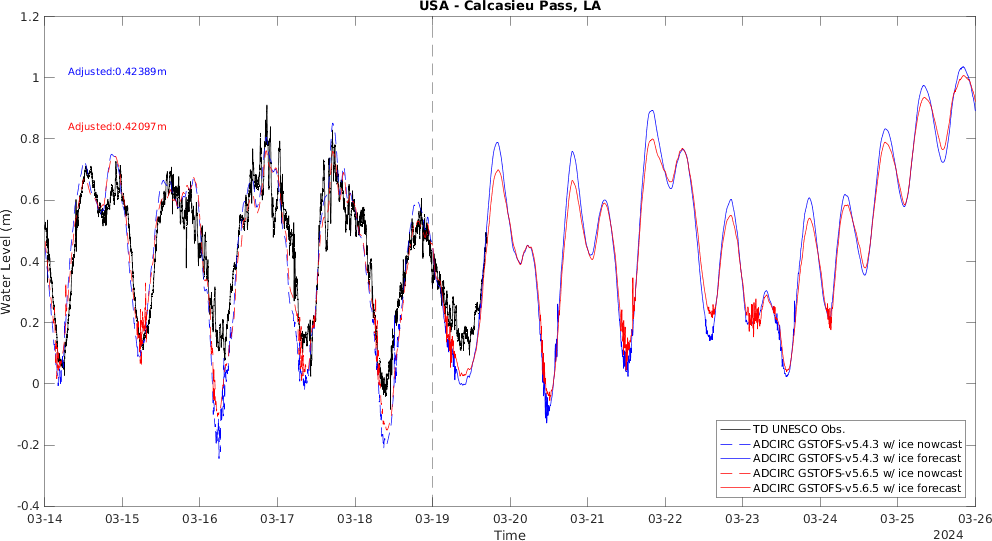 USA - Calcasieu Pass, LA
1.2
1
0.8
0.6
0.4
0.2
0
-0.2
-0.4
Water Level (m)
Adjusted:0.42389m
Adjusted:0.42097m
TD UNESCO Obs.
ADCIRC GSTOFS-v5.4.3 w/ ice nowcast
ADCIRC GSTOFS-v5.4.3 w/ ice forecast
ADCIRC GSTOFS-v5.6.5 w/ ice nowcast
ADCIRC GSTOFS-v5.6.5 w/ ice forecast
03-14 03-15 03-16 03-17 03-18 03-19 03-20 03-21 03-22 03-23 03-24 03-25 03-26
Time
2024